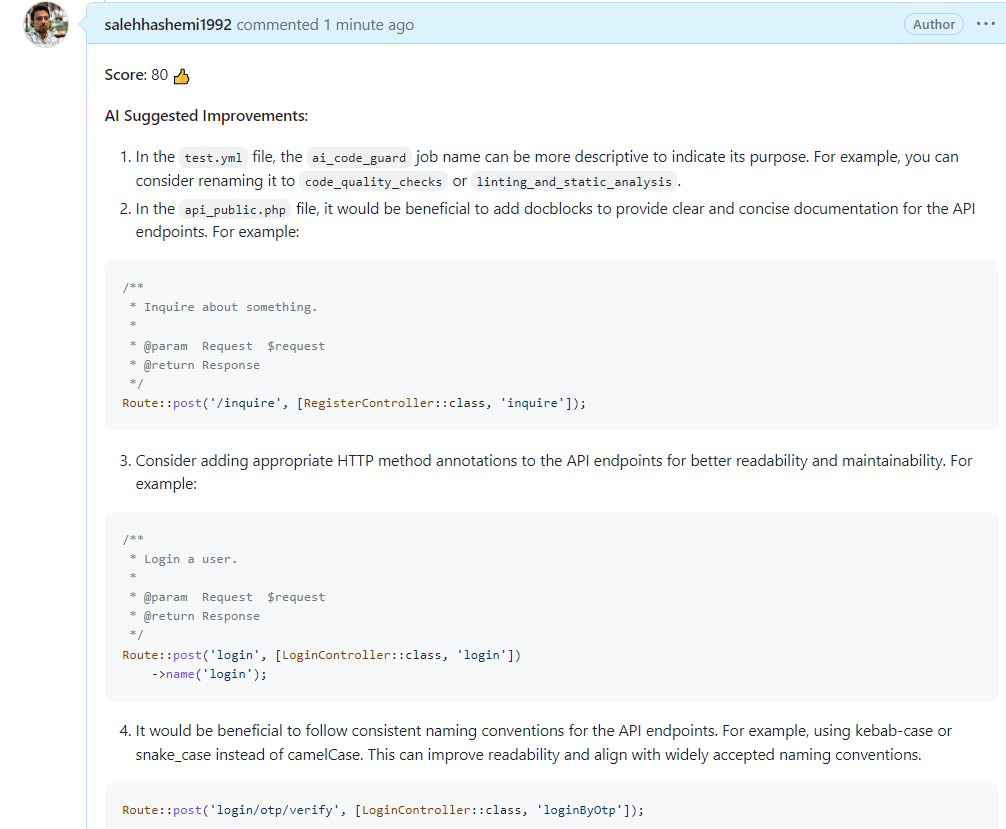 salehhashemi1992 commented 1 minute ago
Author
Score: 80
AI Suggested Improvements:
1. In the test.yml file, the ai_code_guard job name can be more descriptive to indicate its purpose. For example, you can
consider renaming it to code_quality_checks or linting_and_static_analysis.
2. In the api_public.php file, it would be beneficial to add docblocks to provide clear and concise documentation for the API
endpoints. For example:
/**
 * Inquire about something.
 *
 * @param  Request  $request
 * @return Response
 */
Route::post('/inquire', [RegisterController::class, 'inquire']);
3. Consider adding appropriate HTTP method annotations to the API endpoints for better readability and maintainability. For
example:
/**
 * Login a user.
 *
 * @param  Request  $request
 * @return Response
 */
Route::post('login', [LoginController::class, 'login'])
    ->name('login');
4. It would be beneficial to follow consistent naming conventions for the API endpoints. For example, using kebab-case or
snake_case instead of camelCase. This can improve readability and align with widely accepted naming conventions.
Route::post('login/otp/verify', [LoginController::class, 'loginByOtp']);